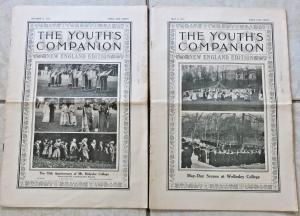 THE YOUTH'S
COMPANION
NEW ENGLAND EDITION
The 75th Anniversary of Mt. Holyoke College
THE YOUTH'S
COMPANION
NEW ENGLAND EDITION
May-Day Scenes at Wellesley College